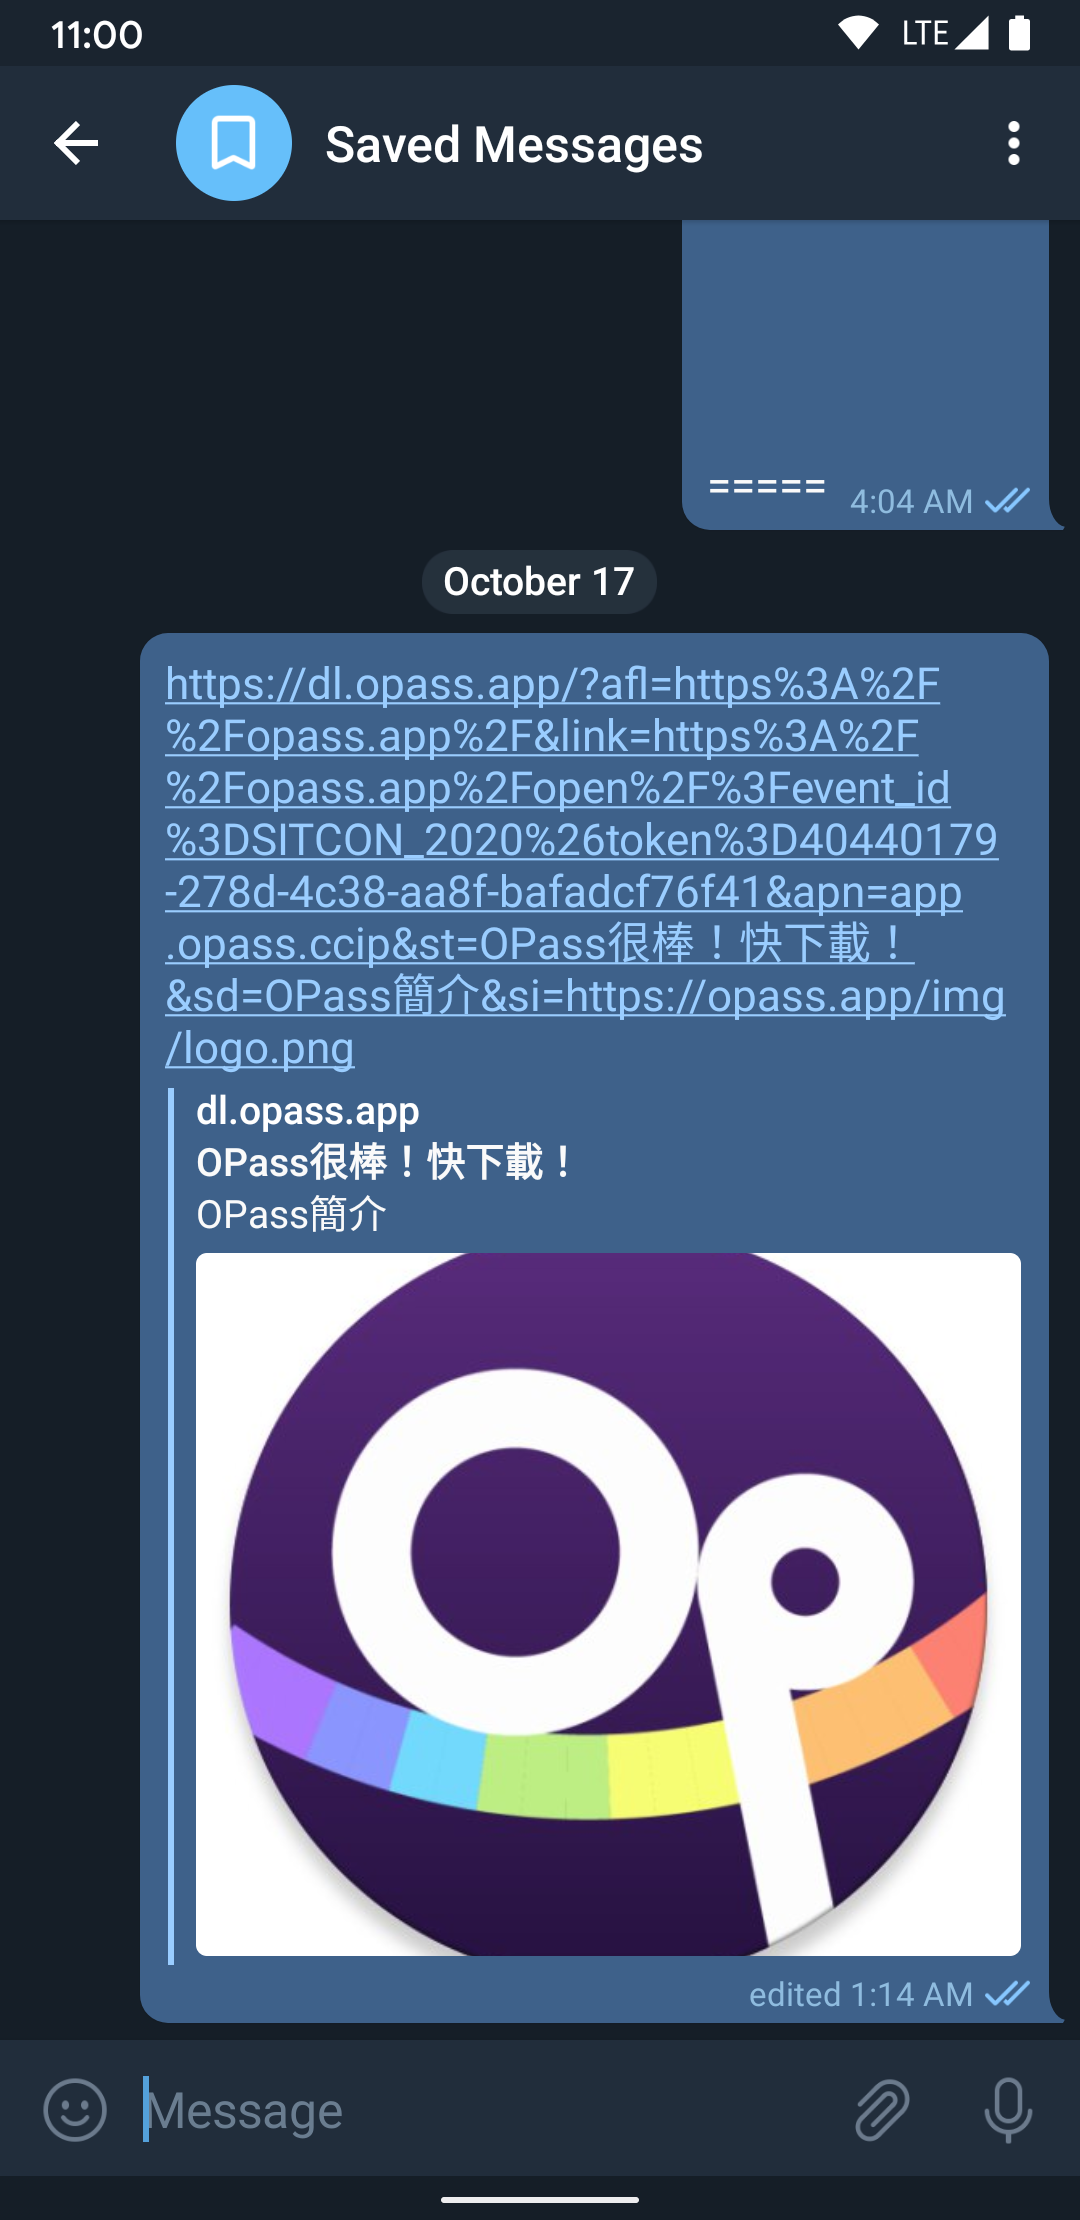 11:00
LTE
Saved Messages
=====
4:04 AM
October 17
https://dl.opass.app/?afl=https%3A%2F
%2Fopass.app%2F&link=https%3A%2F
%2Fopass.app%2Fopen%2F%3Fevent_id
%3DSITCON_2020%26token%3D40440179
-278d-4c38-aa8f-bafadcf76f41&apn=app
.opass.ccip&st=OPass很棒！快下載！
&sd=OPass簡介&si=https://opass.app/img
/logo.png
dl.opass.app
OPass很棒！快下載！
OPass簡介
Op
edited 1:14 AM
Message